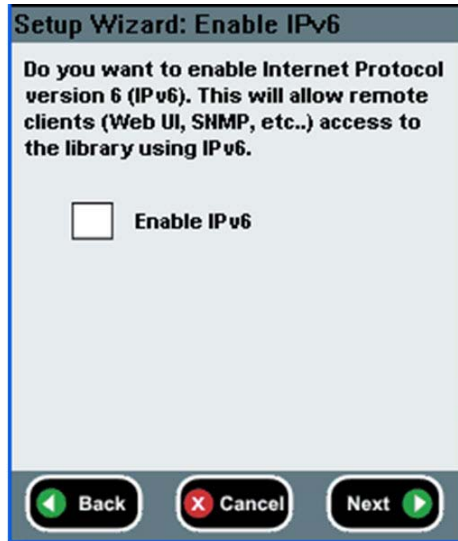 Setup Wizard: Enable IPv6
Do you want to enable Internet Protocol
version 6 (IPv6). This will allow remote
clients (Web UI, SNMP, etc..) access to
the library using IPv6.
Enable IPv6
Back
X Cancel
Next